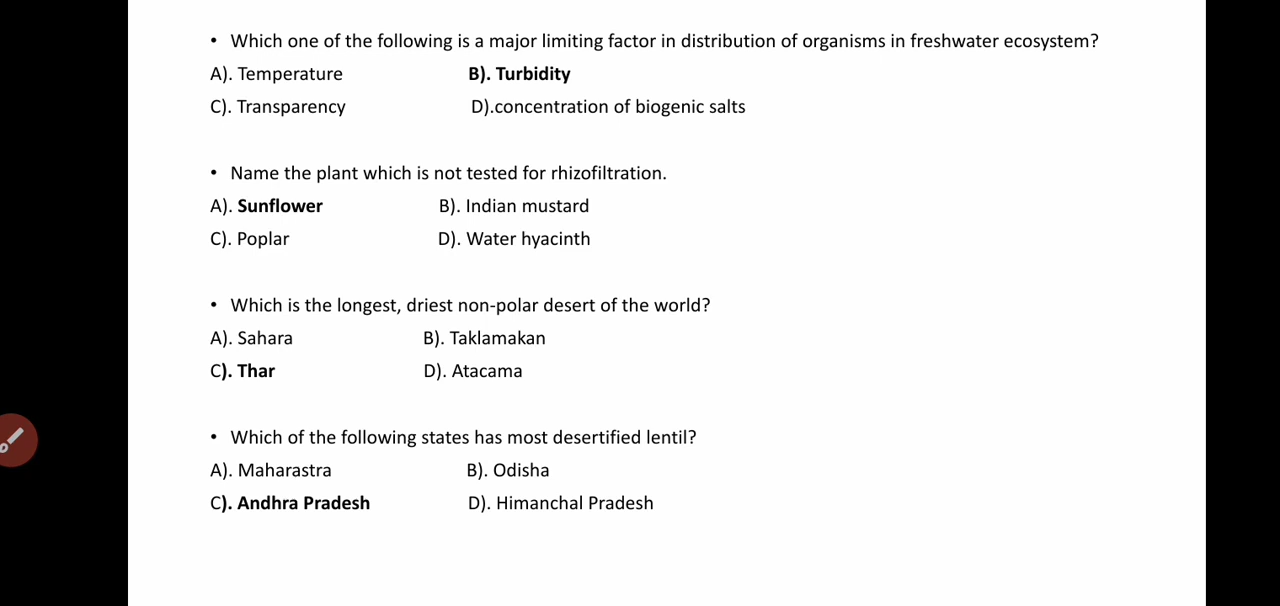 • Which one of the following is a major limiting factor in distribution of organisms in freshwater ecosystem?
A). Temperature B). Turbidity
C). Transparency D).concentration of biogenic salts
• Name the plant which is not tested for rhizofiltration.
A). Sunflower B). Indian mustard
C). Poplar D). Water hyacinth
• Which is the longest, driest non-polar desert of the world?
A). Sahara B). Taklamakan
C). Thar D). Atacama
• Which of the following states has most desertified lentil?
A). Maharastra B). Odisha
C). Andhra Pradesh D). Himanchal Pradesh